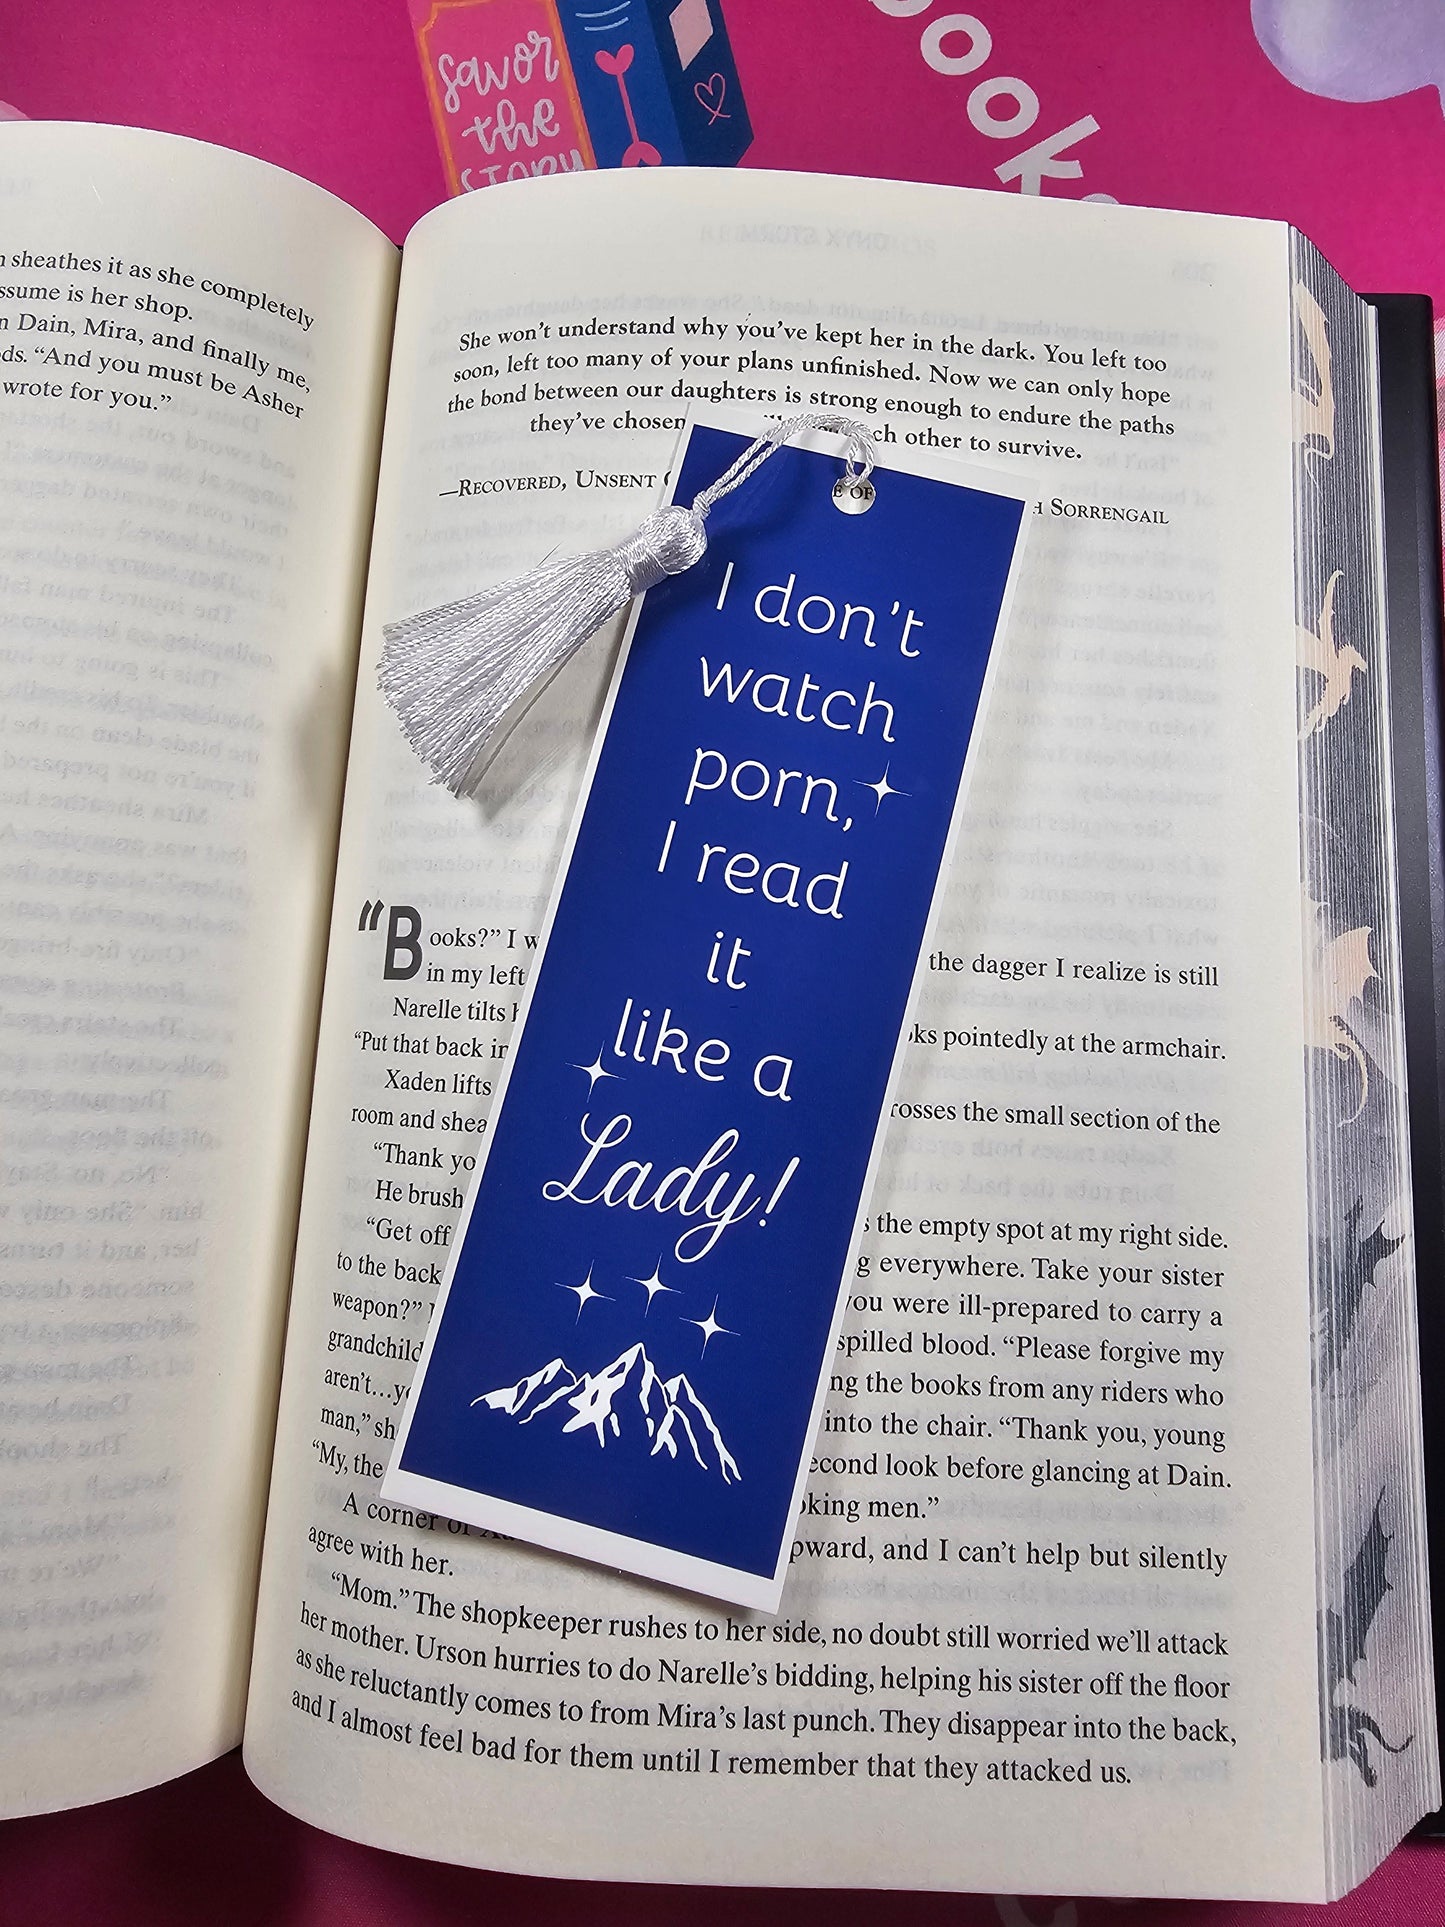 savor
the
STORY
book
n sheathes it as she completely
ssume is her shop.
n Dain, Mira, and finally me,
ds. “And you must be Asher
wrote for you.”
She won’t understand why you’ve kept her in the dark. You left too
soon, left too many of your plans unfinished. Now we can only hope
the bond between our daughters is strong enough to endure the paths
they’ve chosen ch other to survive.
—Recovered, Unsent
E OF
H Sorrengail
I don’t
watch
porn,
I read
it
like a
Lady!
“Books?” I w the dagger I realize is still
in my left
Narelle tilts h ks pointedly at the armchair.
“Put that back in
Xaden lifts rosses the small section of the
room and shea
“Thank yo
He brush s the empty spot at my right side.
“Get off g everywhere. Take your sister
to the back you were ill-prepared to carry a
weapon?” spilled blood. “Please forgive my
grandchild ng the books from any riders who
aren’t…y into the chair. “Thank you, young
man,” sh econd look before glancing at Dain.
“My, the oking men.”
A corner of pward, and I can’t help but silently
agree with her.
“Mom.” The shopkeeper rushes to her side, no doubt still worried we’ll attack
her mother. Urson hurries to do Narelle’s bidding, helping his sister off the floor
as she reluctantly comes to from Mira’s last punch. They disappear into the back,
and I almost feel bad for them until I remember that they attacked us.